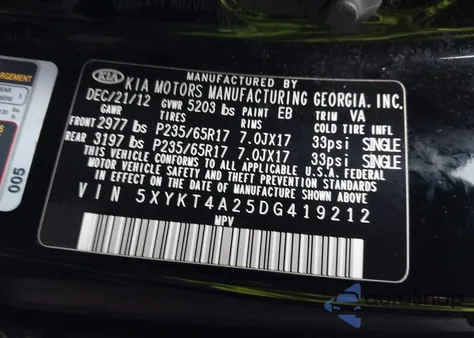 ARGEMENT
005
MANUFACTURED BY
KIA KIA MOTORS MANUFACTURING GEORGIA, INC.
DEC/21/12 GVWR 5203 lbs PAINT EB TRIM VA
GAWR TIRES RIMS COLD TIRE INFL
FRONT 2977 lbs P235/65R17 7.0JX17 33psi SINGLE
REAR 3197 lbs P235/65R17 7.0JX17 33psi SINGLE
THIS VEHICLE CONFORMS TO ALL APPLICABLE U.S.A. FEDERAL
MOTOR VEHICLE SAFETY AND THEFT PREVENTION STANDARDS
IN EFFECT ON THE DATE OF MANUFACTURE SHOWN ABOVE.
VIN 5XYKT4A25DG419212
MPV